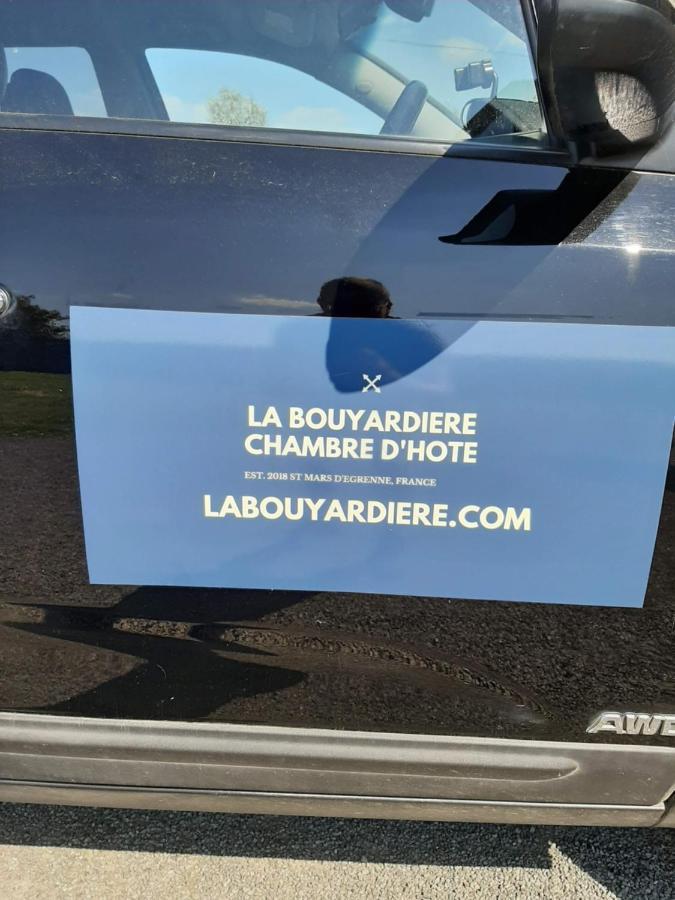 LA BOUYARDIERE
CHAMBRE D'HOTE
EST. 2018 ST MARS D'EGRENNE, FRANCE
LABOUYARDIERE.COM
AWD